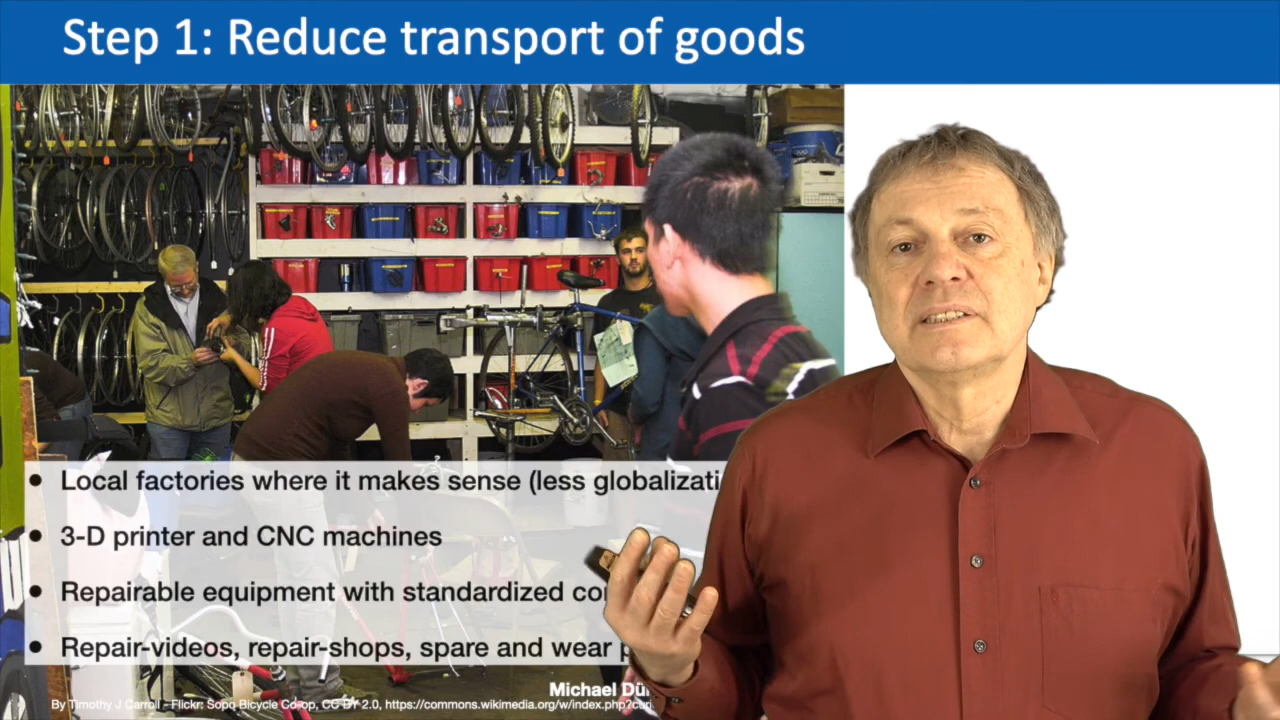 Step 1: Reduce transport of goods
Local factories where it makes sense (less globalizati
3-D printer and CNC machines
Repairable equipment with standardized co
Repair-videos, repair-shops, spare and wear p
Michael Dü
By Timothy J Carroll - Flickr: Sopo Bicycle Co-op, CC BY 2.0, https://commons.wikimedia.org/w/index.php?curi